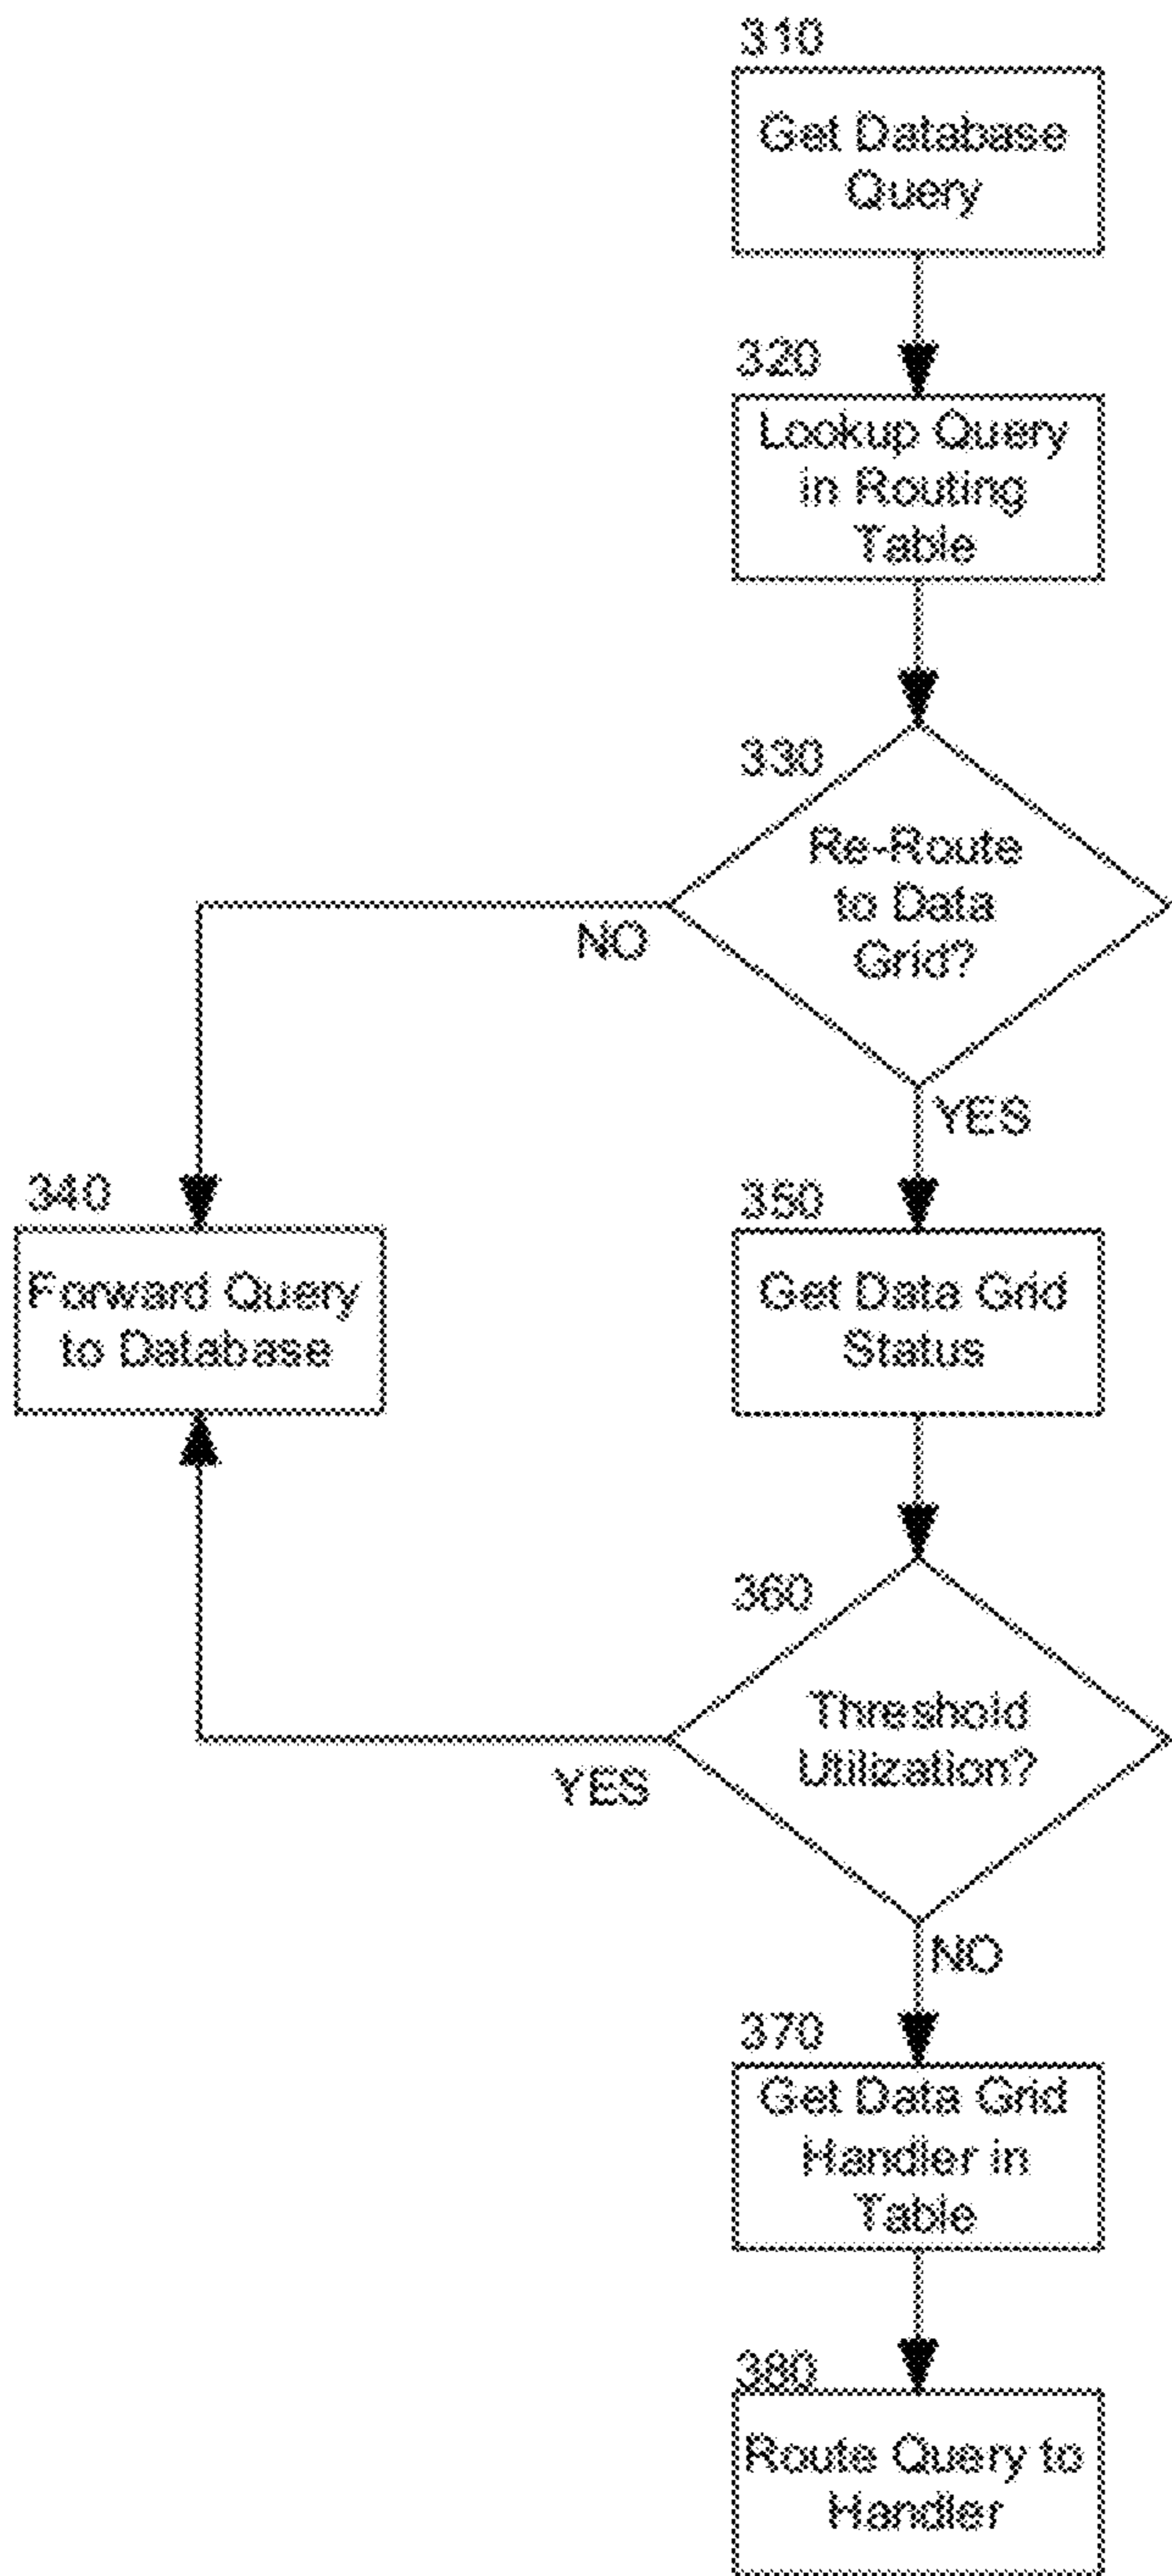 310
Get Database
Query
320
Lookup Query
in Routing
Table
330
Re-Route
to Data
Grid?
NO
YES
340
Forward Query
to Database
350
Get Data Grid
Status
360
Threshold
Utilization?
YES
NO
370
Get Data Grid
Handler in
Table
380
Route Query to
Handler